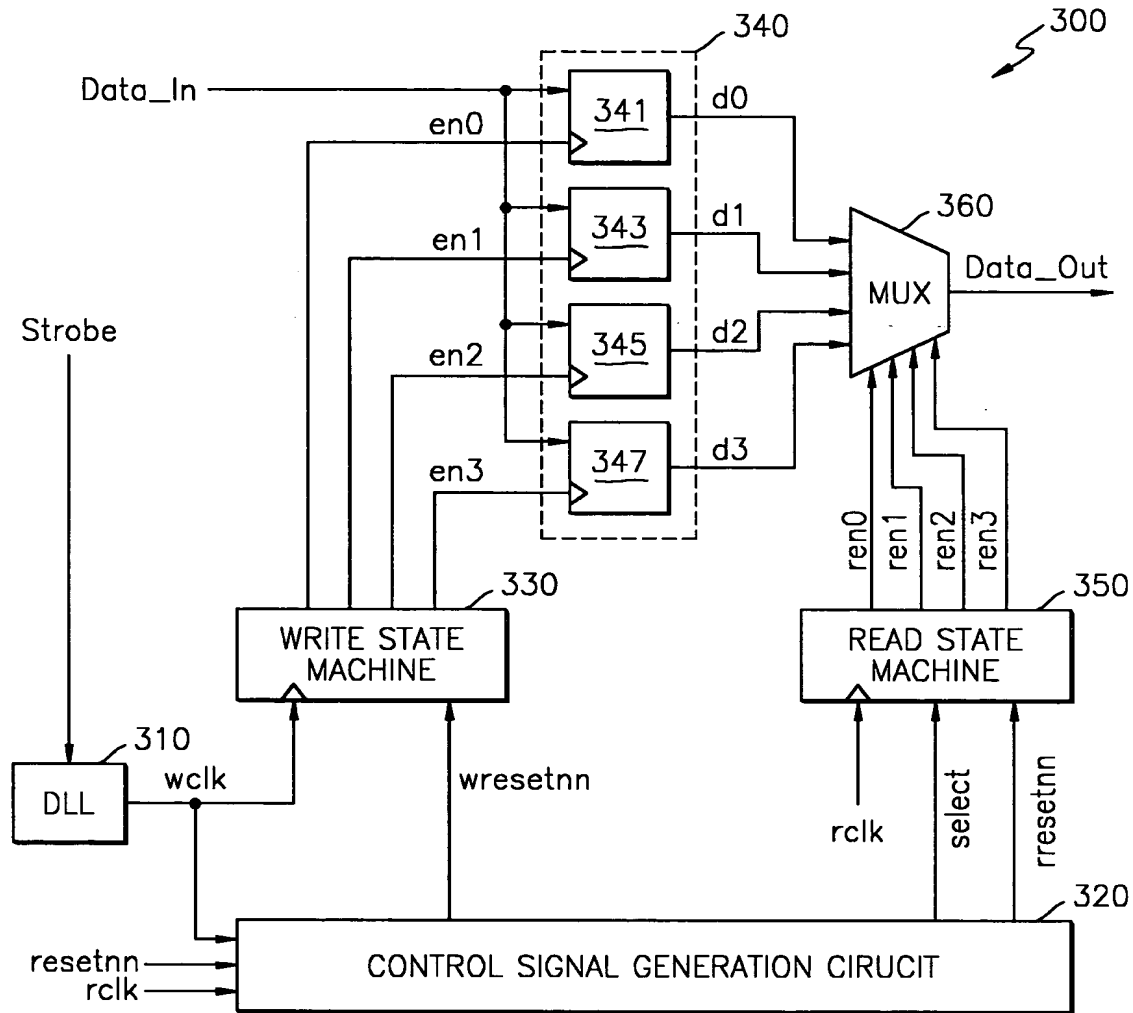 300
340
Data_In
341
d0
en0
343
d1
360
en1
MUX
Data_Out
Strobe
345
d2
en2
347
d3
en3
ren0
ren1
ren2
ren3
330
350
WRITE STATE
MACHINE
READ STATE
MACHINE
310
DLL
wclk
wresetnn
rclk
select
rresetnn
320
resetnn
rclk
CONTROL SIGNAL GENERATION CIRUCIT